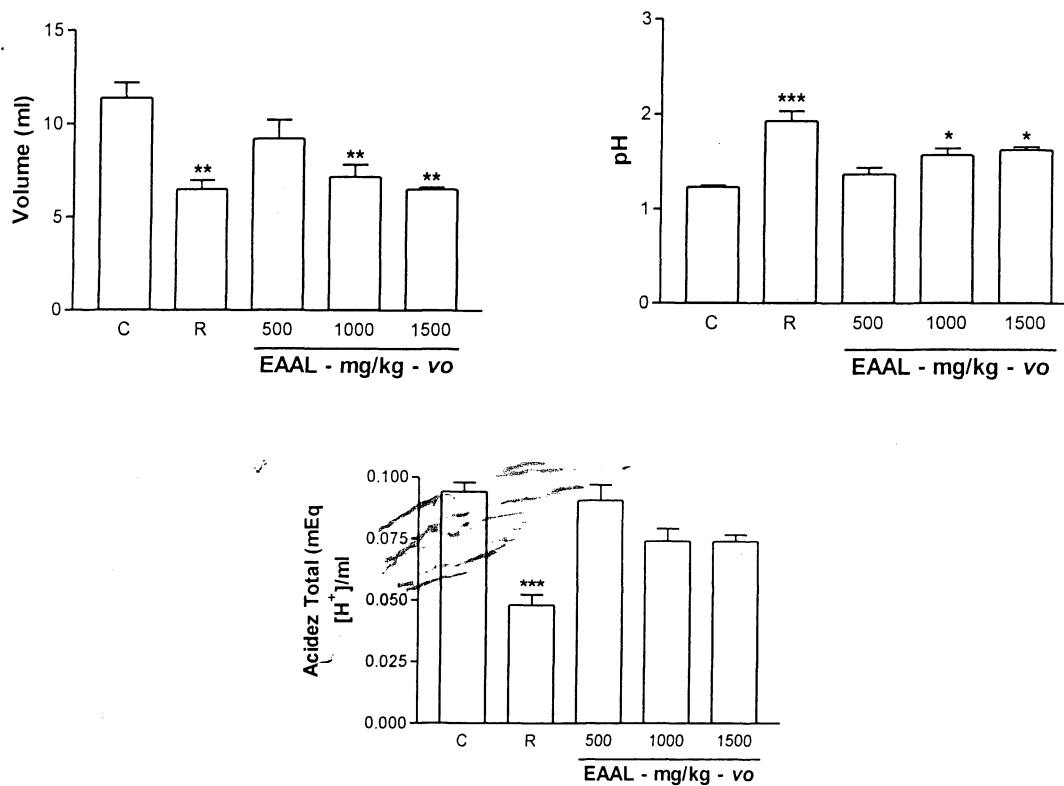 Volume (ml)
15
10
5
0
**
**
**
C R 500 1000 1500
EAAL - mg/kg - vo
pH
3
2
1
0
***
*
*
C R 500 1000 1500
EAAL - mg/kg - vo
Acidez Total (mEq
[H+]/ml
0.100
0.075
0.050
0.025
0.000
***
C R 500 1000 1500
EAAL - mg/kg - vo